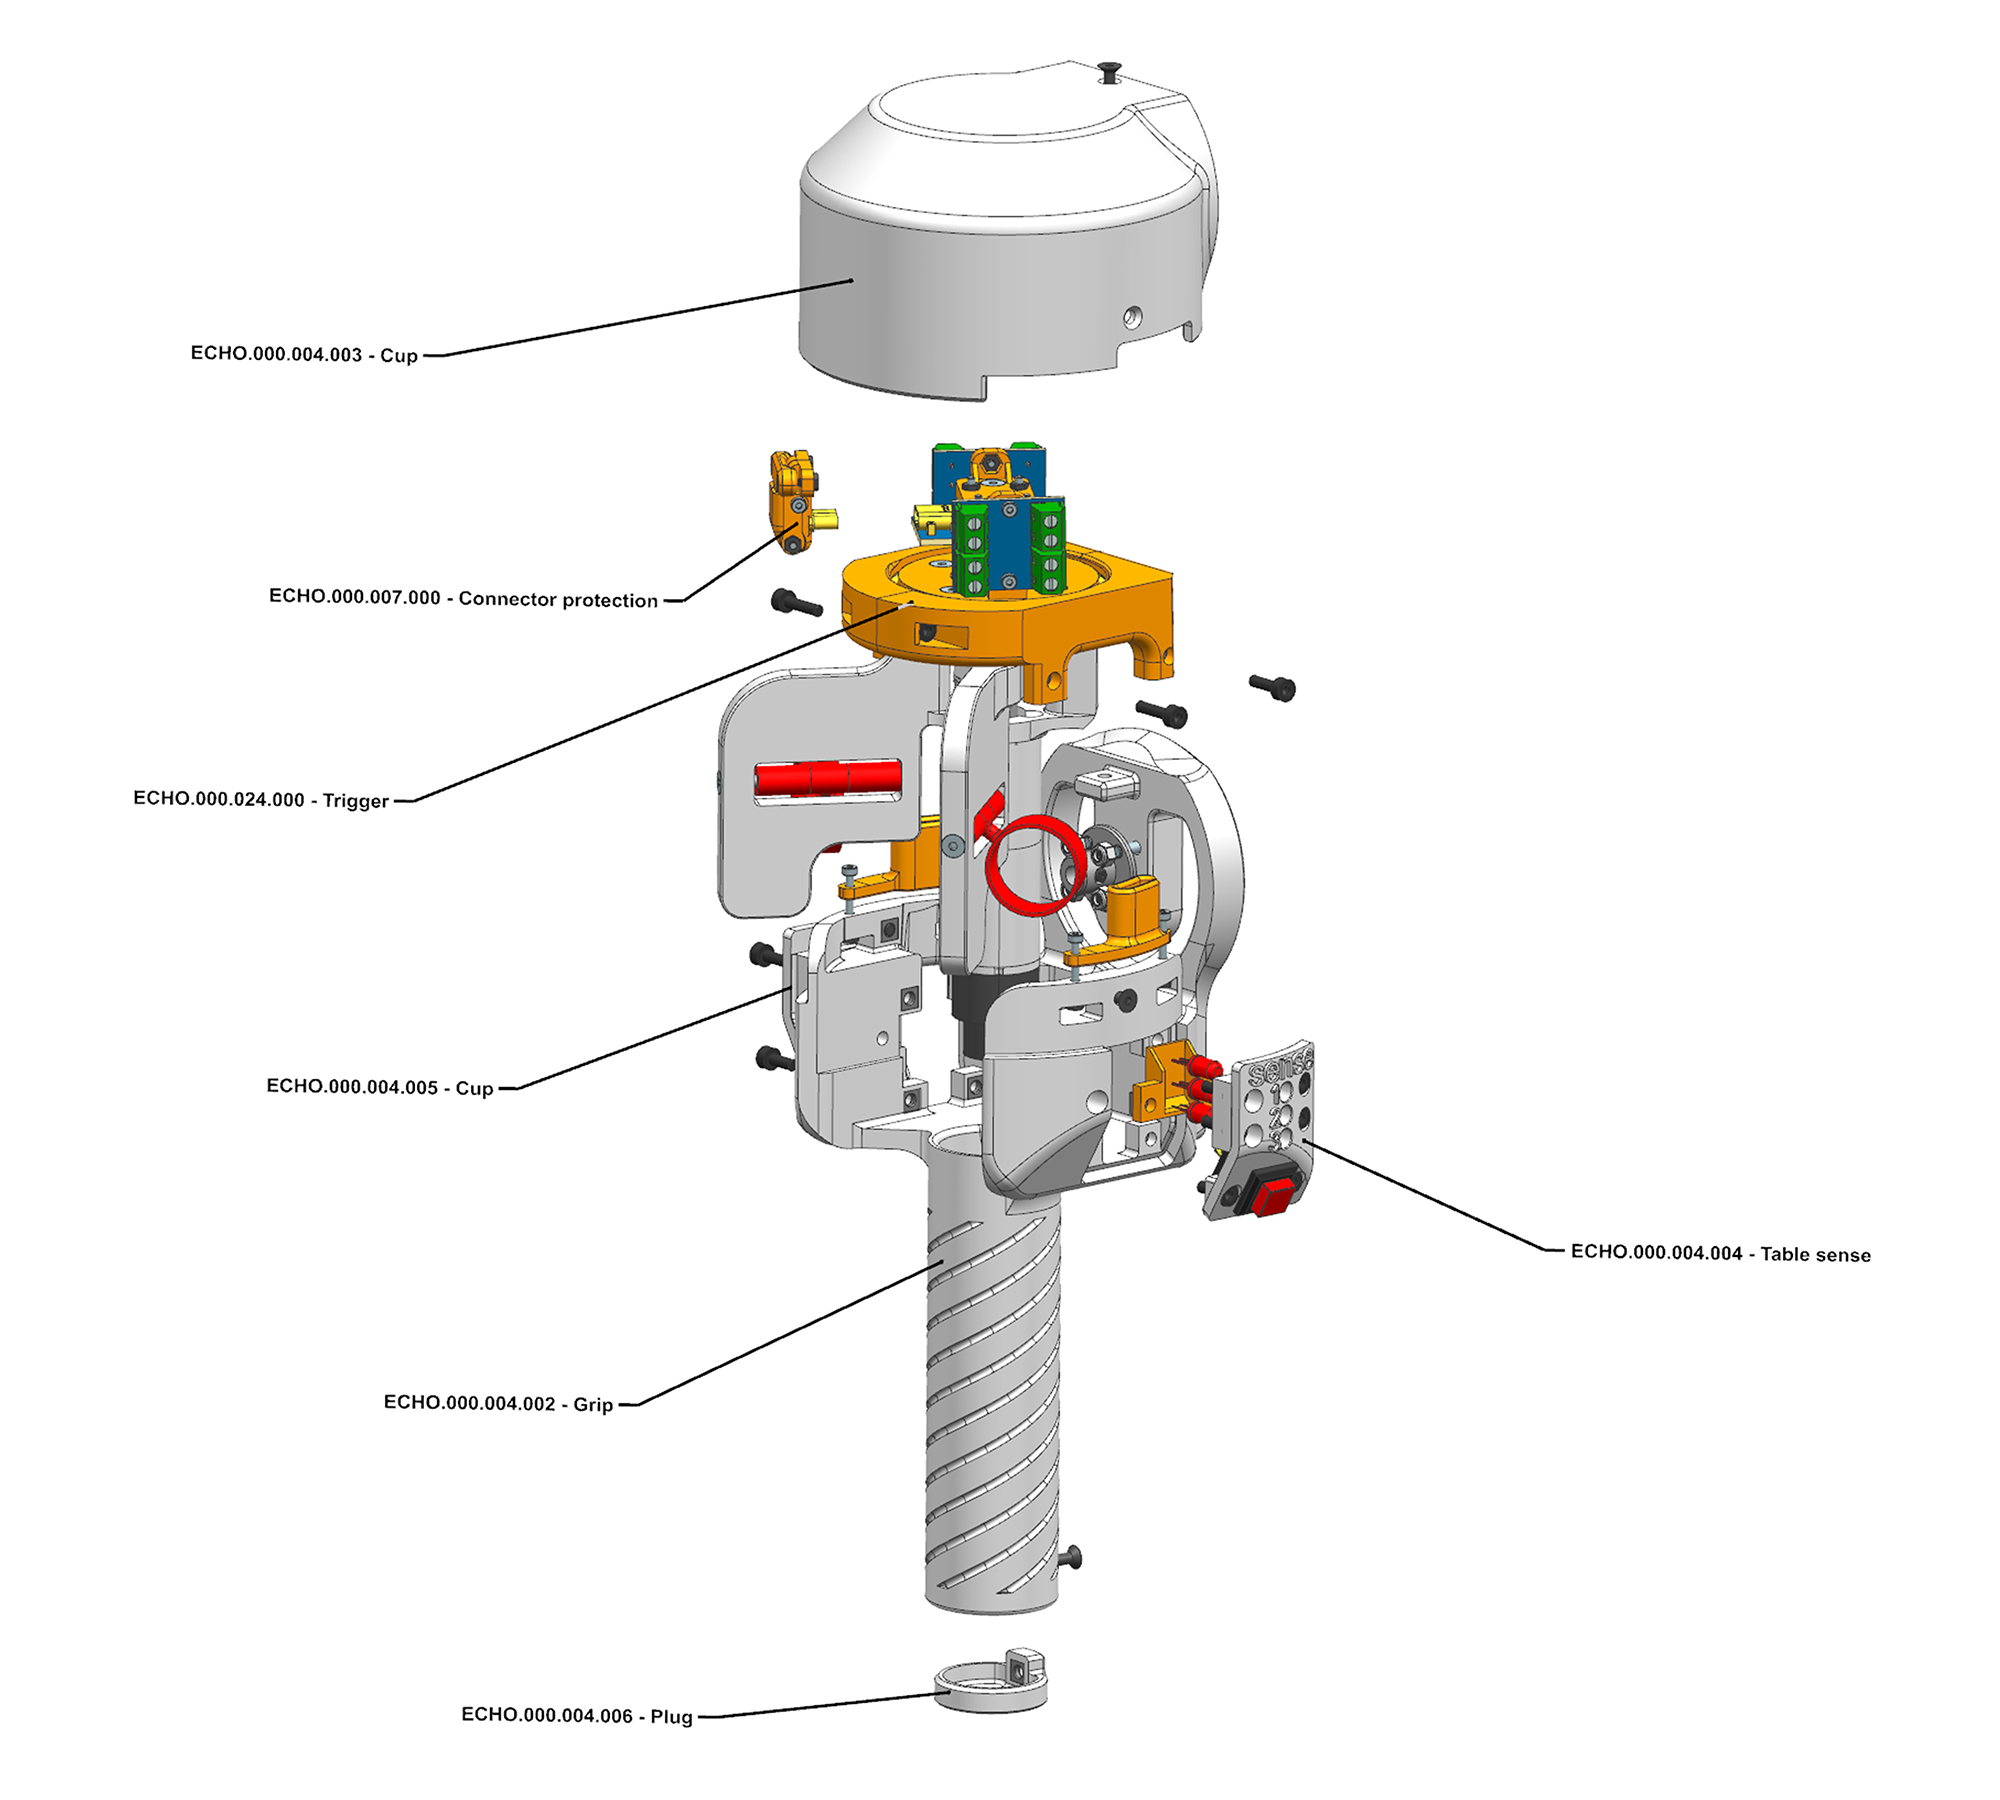 ECHO.000.004.003 - Cup
ECHO.000.007.000 - Connector protection
ECHO.000.024.000 - Trigger
sense
1
2
3
ECHO.000.004.005 - Cup
ECHO.000.004.004 - Table sense
ECHO.000.004.002 - Grip
ECHO.000.004.006 - Plug